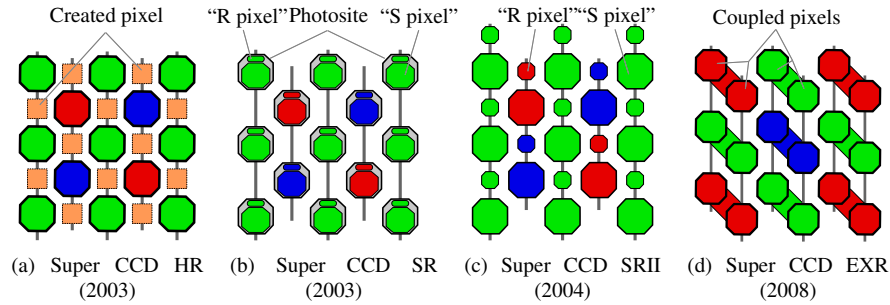 Created pixel
“R pixel” Photosite “S pixel”
“R pixel” “S pixel”
Coupled pixels
(a) Super CCD HR
(2003)
(b) Super CCD SR
(2003)
(c) Super CCD SRII
(2004)
(d) Super CCD EXR
(2008)